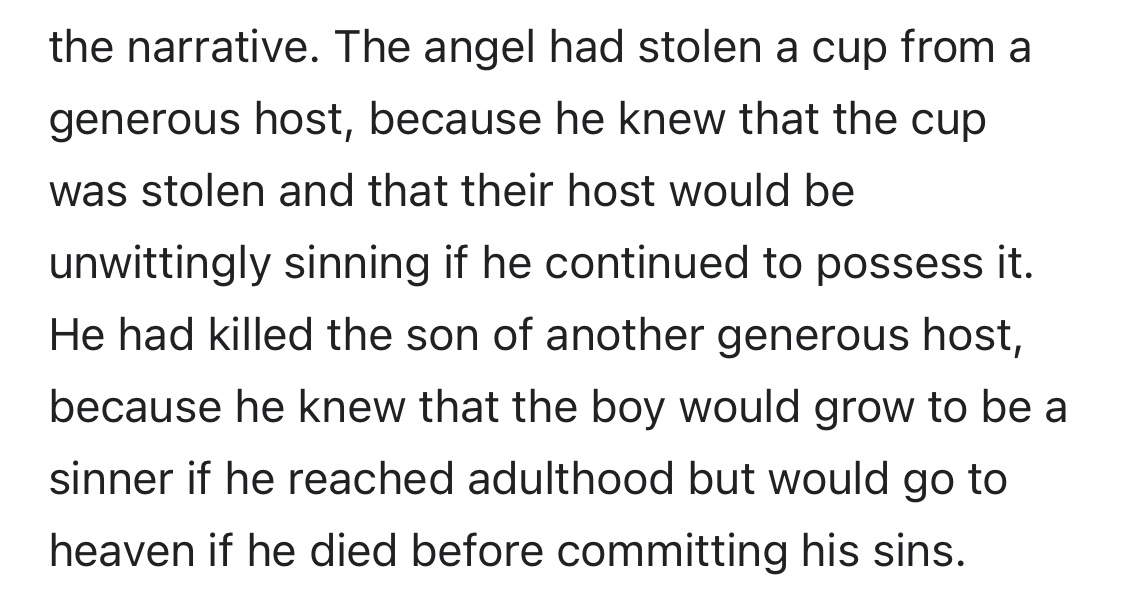 the narrative. The angel had stolen a cup from a
generous host, because he knew that the cup
was stolen and that their host would be
unwittingly sinning if he continued to possess it.
He had killed the son of another generous host,
because he knew that the boy would grow to be a
sinner if he reached adulthood but would go to
heaven if he died before committing his sins.